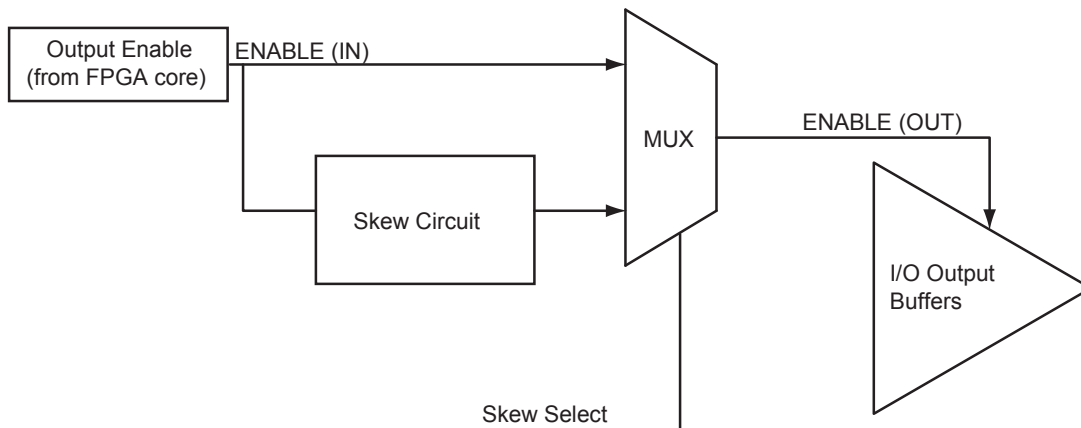 Output Enable
(from FPGA core)
ENABLE (IN)
MUX
ENABLE (OUT)
Skew Circuit
I/O Output
Buffers
Skew Select